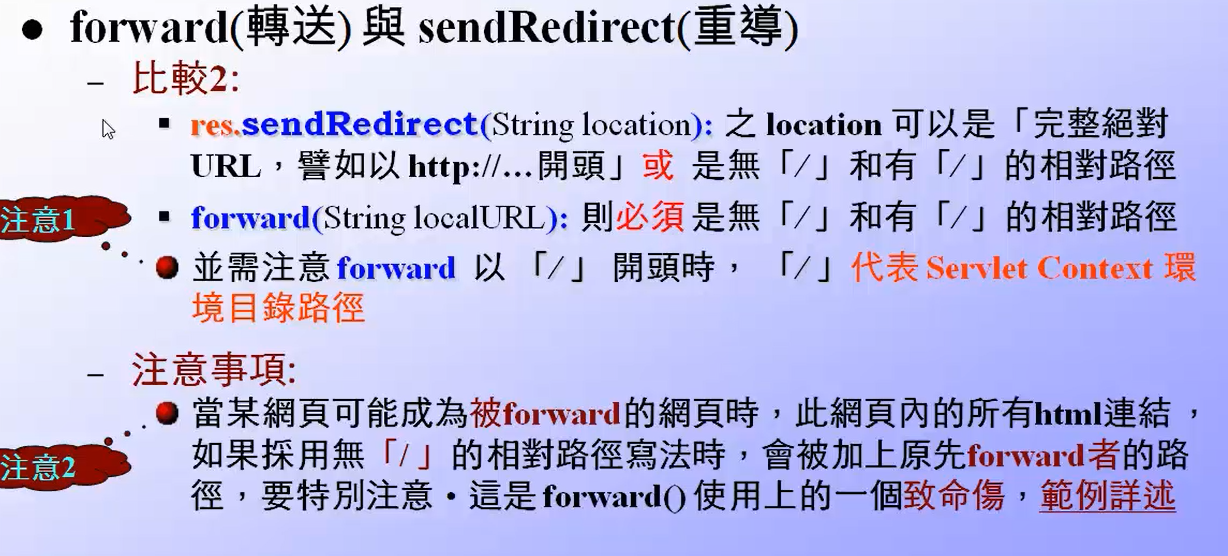 ● forward(轉送) 與 sendRedirect(重導)
– 比較2:
▪ res.sendRedirect(String location): 之 location 可以是「完整絕對
URL，譬如以 http://…開頭」或 是無「/」和有「/」的相對路徑
注意1
▪ forward(String localURL): 則必須是無「/」和有「/」的相對路徑
● 並需注意 forward 以 「/」 開頭時， 「/」代表 Servlet Context 環
境目錄路徑
– 注意事項:
● 當某網頁可能成為被forward的網頁時，此網頁內的所有html連結，
注意2
如果採用無「/ 」的相對路徑寫法時，會被加上原先forward者的路
徑，要特別注意‧這是 forward() 使用上的一個致命傷，範例詳述